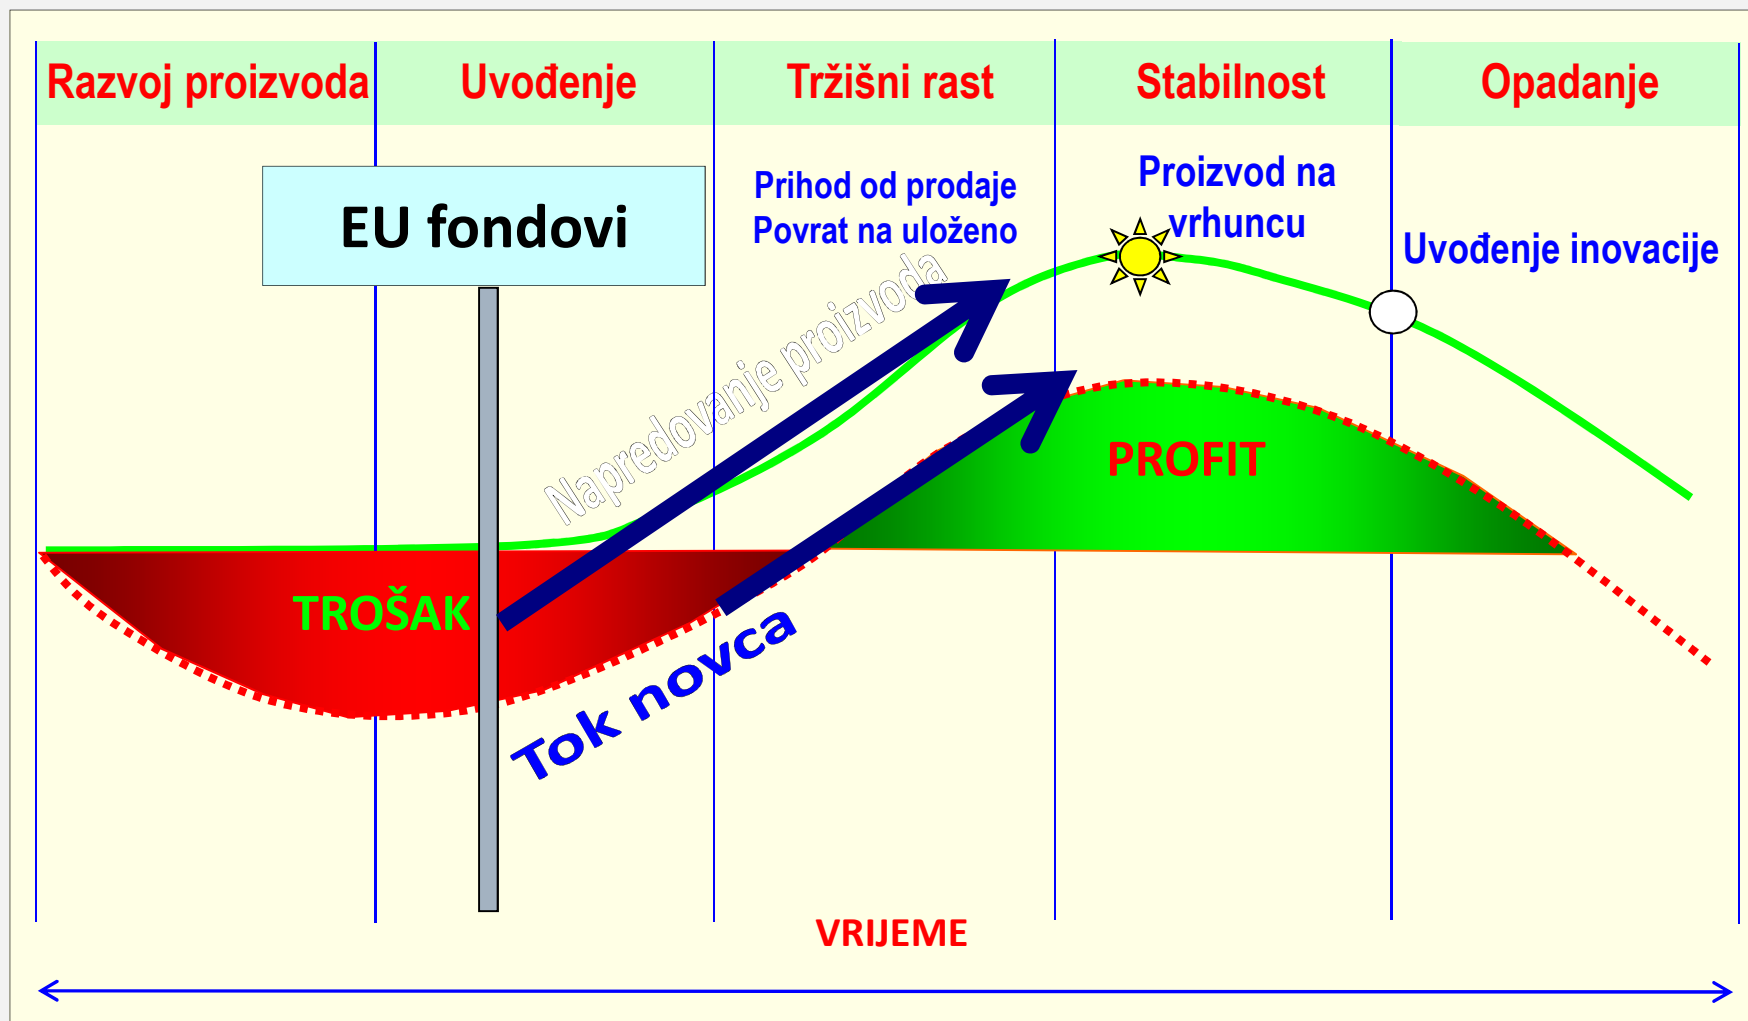 Razvoj proizvoda
Uvođenje
Tržišni rast
Stabilnost
Opadanje
EU fondovi
Prihod od prodaje
Povrat na uloženo
Proizvod na
vrhuncu
Uvođenje inovacije
Napredovanje proizvoda
PROFIT
TROŠAK
Tok novca
VRIJEME